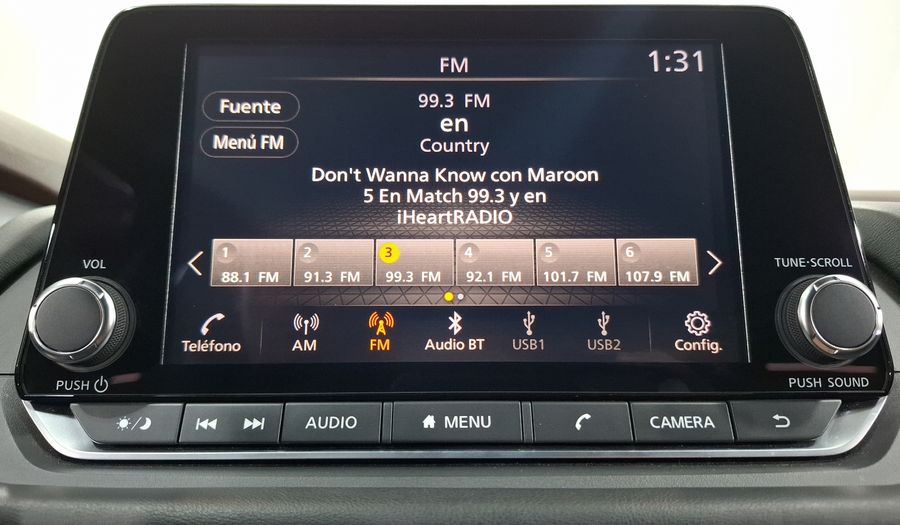 FM
1:31
Fuente
99.3 FM
en
Menú FM
Country
Don't Wanna Know con Maroon
5 En Match 99.3 y en
iHeartRADIO
1
2
3
4
5
6
88.1 FM
91.3 FM
99.3 FM
92.1 FM
101.7 FM
107.9 FM
VOL
TUNE·SCROLL
Teléfono
AM
FM
Audio BT
USB1
USB2
Config.
PUSH
PUSH SOUND
AUDIO
MENU
CAMERA